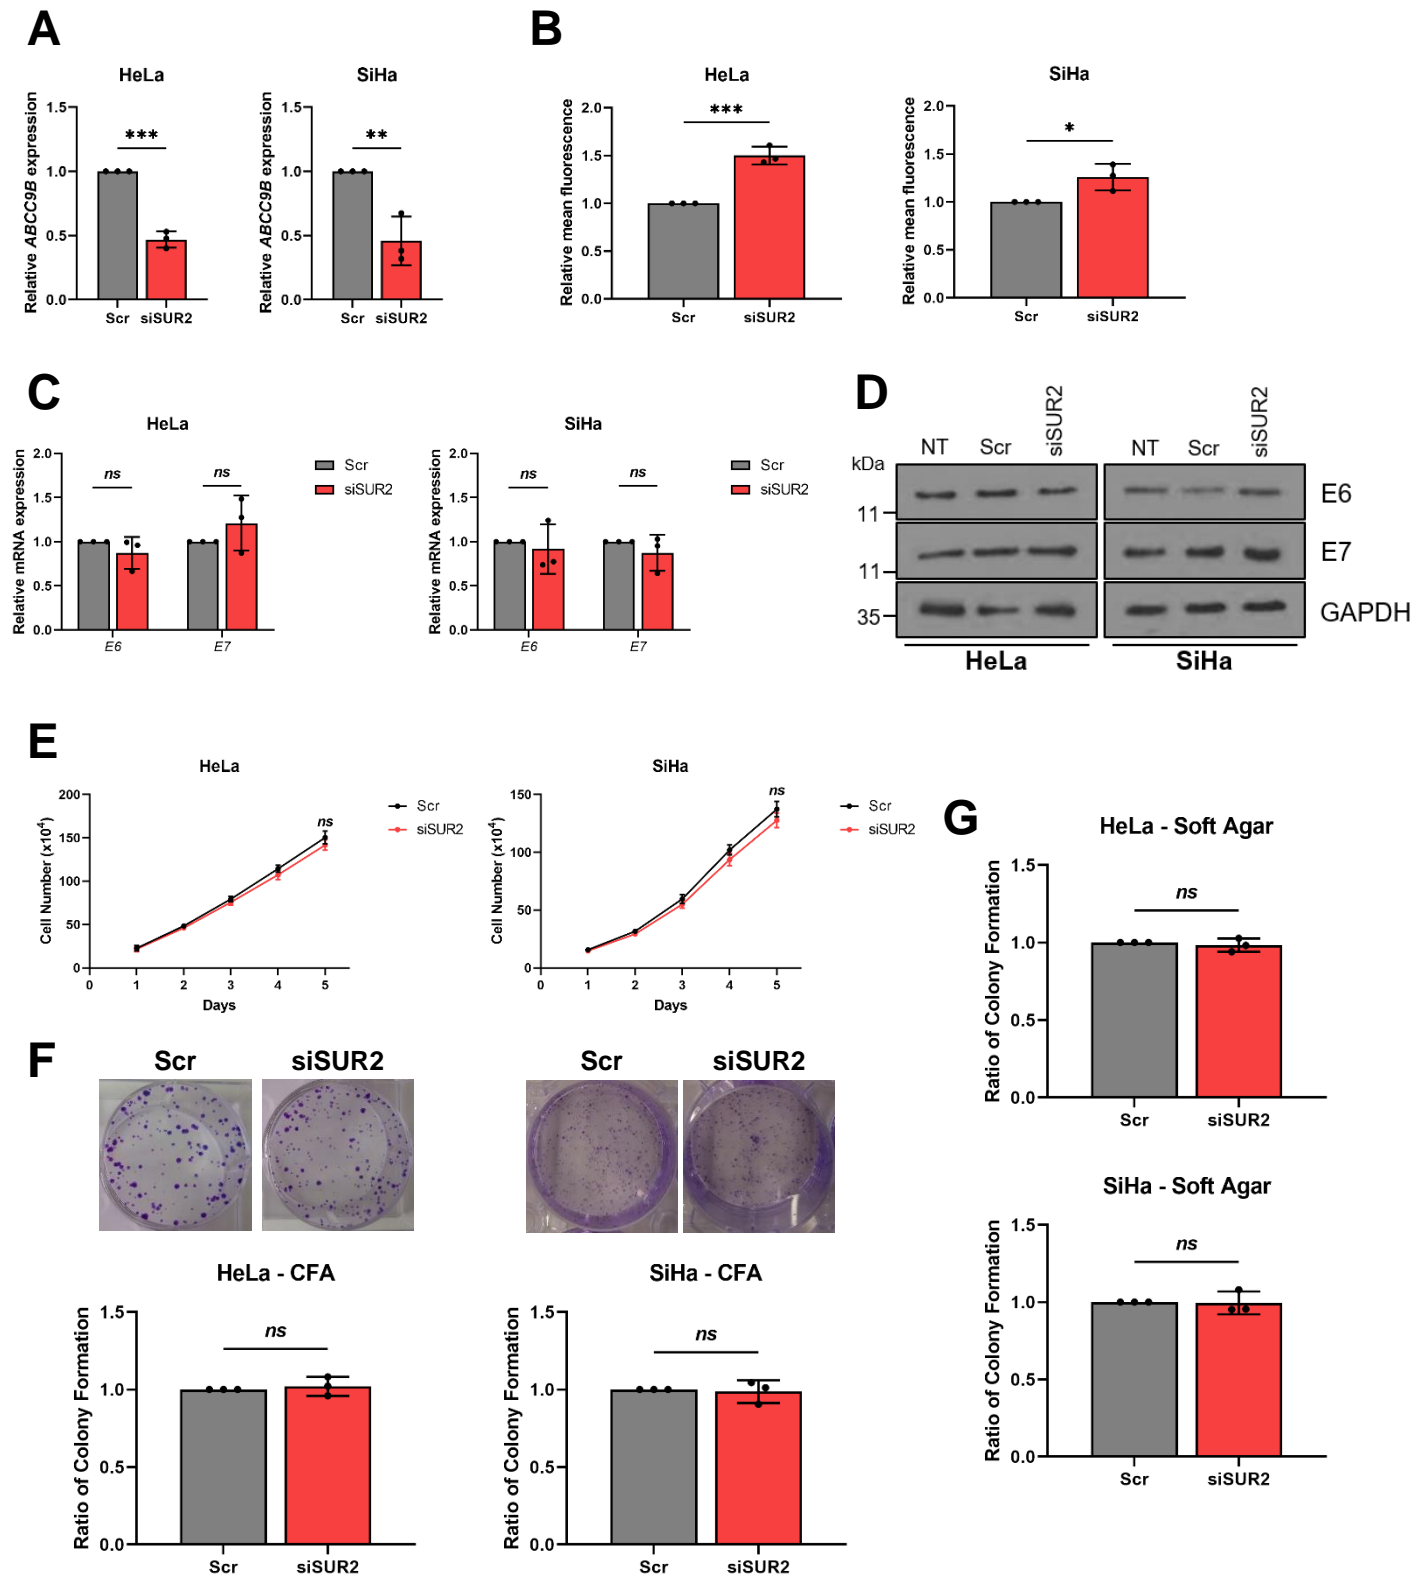 A
HeLa
Relative ABCC9B expression
1.5
1.0
0.5
0.0
***
Scr siSUR2
SiHa
Relative ABCC9B expression
1.5
1.0
0.5
0.0
**
Scr siSUR2
B
HeLa
Relative mean fluorescence
2.0
1.5
1.0
0.5
0.0
***
Scr siSUR2
SiHa
Relative mean fluorescence
2.0
1.5
1.0
0.5
0.0
*
Scr siSUR2
C
HeLa
Relative mRNA expression
2.0
1.5
1.0
0.5
0.0
ns ns
E6 E7
Scr
siSUR2
SiHa
Relative mRNA expression
2.0
1.5
1.0
0.5
0.0
ns ns
E6 E7
Scr
siSUR2
D
NT Scr siSUR2 NT Scr siSUR2
kDa
11 E6
11 E7
35 GAPDH
HeLa SiHa
E
HeLa
Cell Number (x10⁴)
200
150
100
50
0
ns
0 1 2 3 4 5
Days
Scr
siSUR2
SiHa
Cell Number (x10⁴)
150
100
50
0
ns
0 1 2 3 4 5
Days
Scr
siSUR2
F
Scr siSUR2
Scr siSUR2
HeLa - CFA
Ratio of Colony Formation
1.5
1.0
0.5
0.0
ns
Scr siSUR2
SiHa - CFA
Ratio of Colony Formation
1.5
1.0
0.5
0.0
ns
Scr siSUR2
G
HeLa - Soft Agar
Ratio of Colony Formation
1.5
1.0
0.5
0.0
ns
Scr siSUR2
SiHa - Soft Agar
Ratio of Colony Formation
1.5
1.0
0.5
0.0
ns
Scr siSUR2